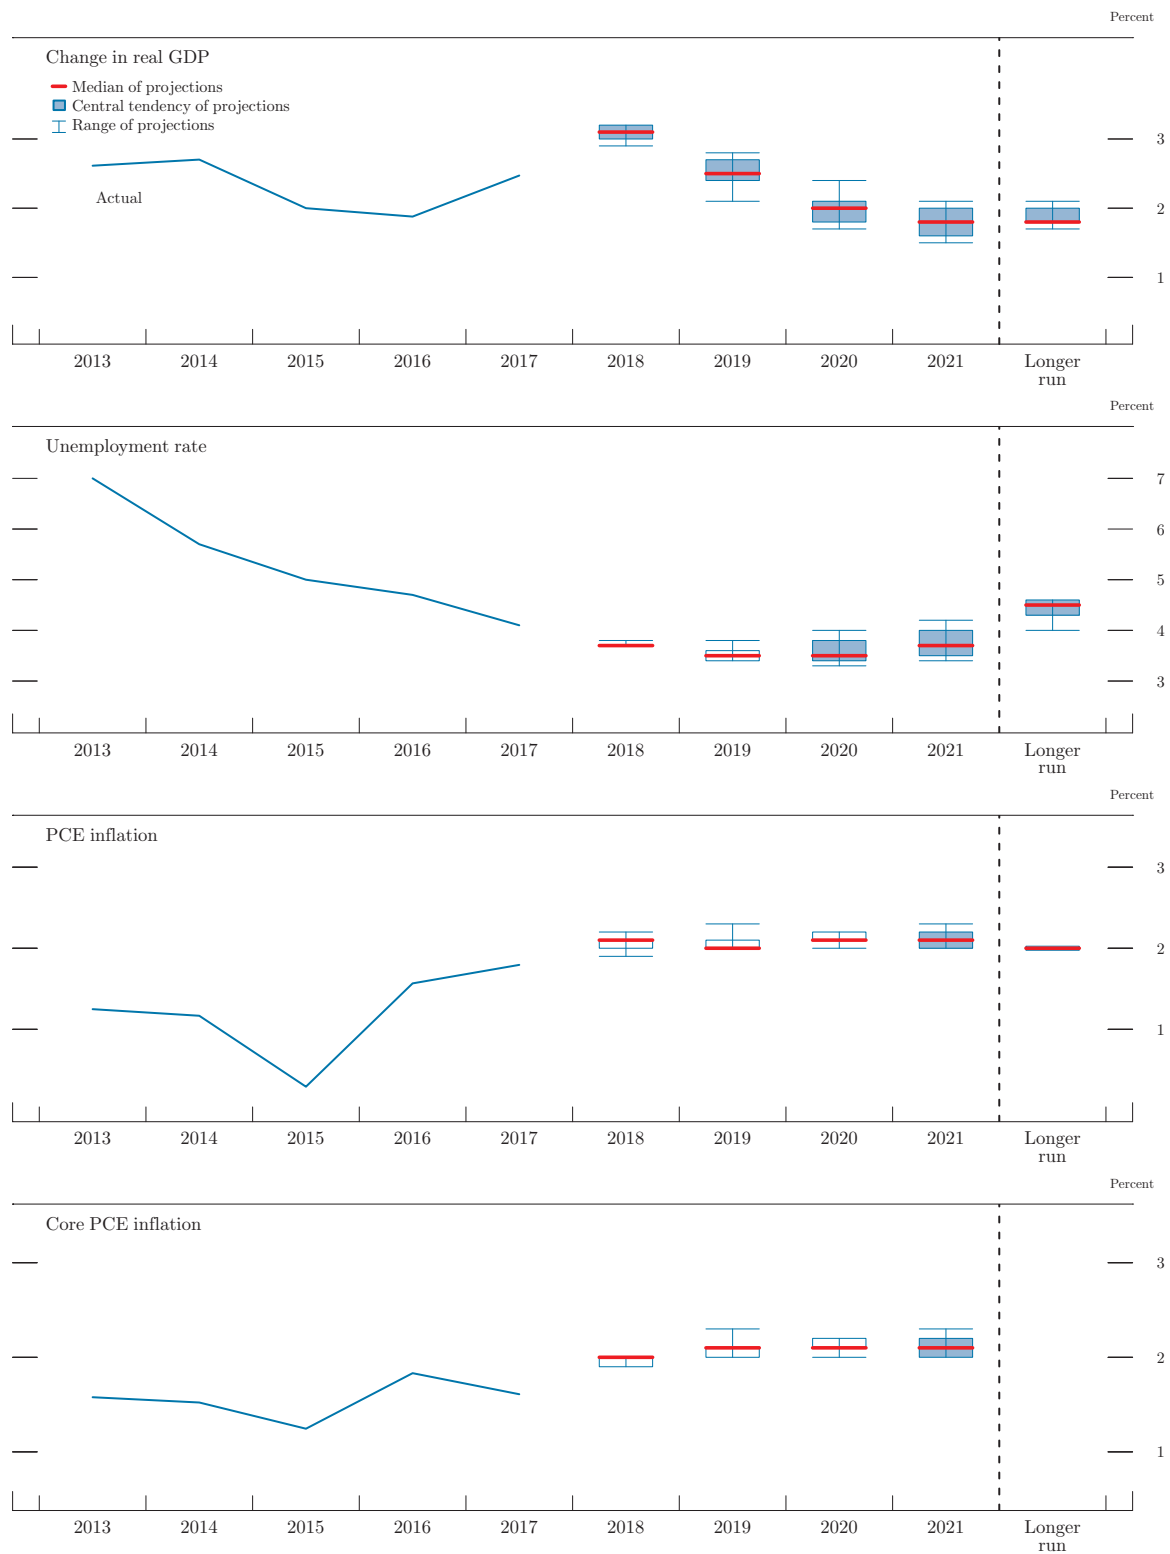 Percent
Change in real GDP
Median of projections
Central tendency of projections
Range of projections
Actual
3
2
1
2013 2014 2015 2016 2017 2018 2019 2020 2021 Longer
run
Percent
Unemployment rate
7
6
5
4
3
2013 2014 2015 2016 2017 2018 2019 2020 2021 Longer
run
Percent
PCE inflation
3
2
1
2013 2014 2015 2016 2017 2018 2019 2020 2021 Longer
run
Percent
Core PCE inflation
3
2
1
2013 2014 2015 2016 2017 2018 2019 2020 2021 Longer
run